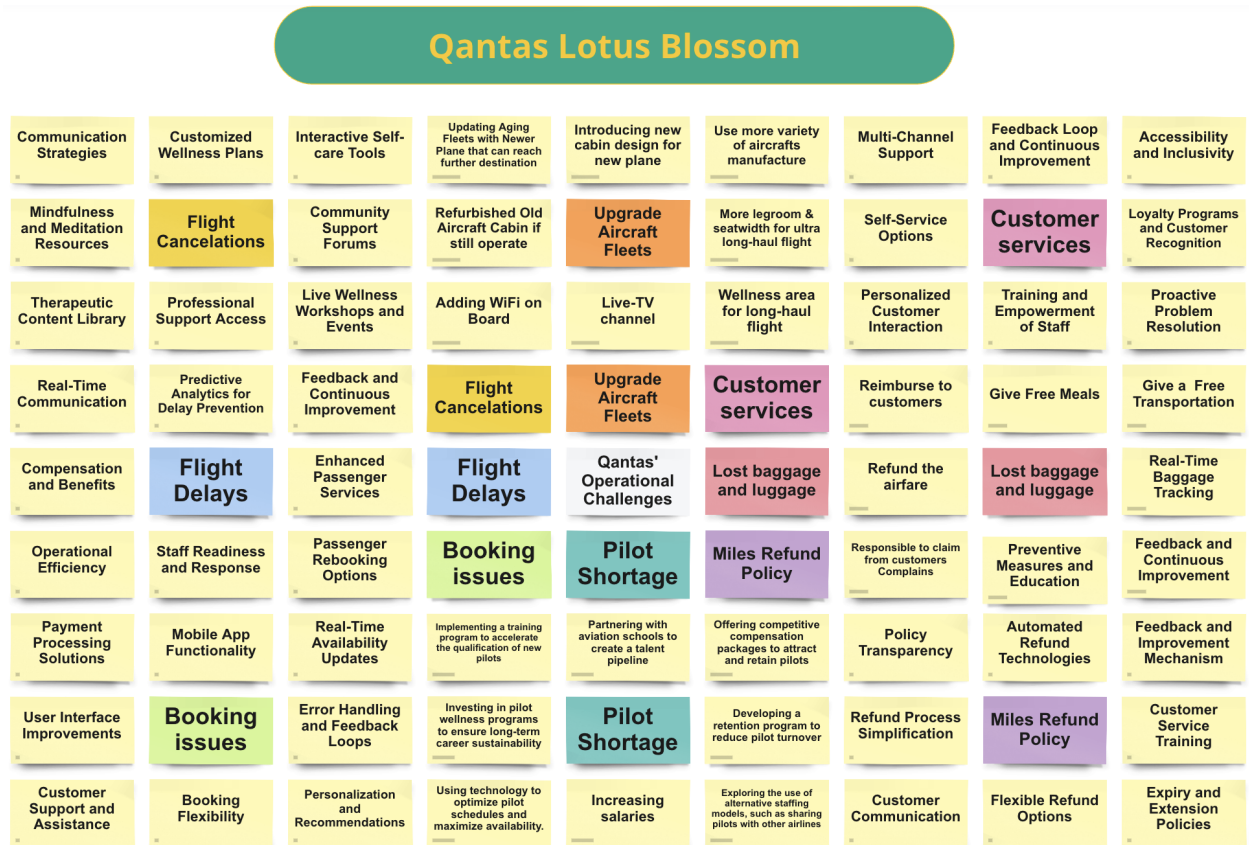 Qantas Lotus Blossom
Communication
Strategies
Customized
Wellness Plans
Interactive Self-
care Tools
Updating Aging
Fleets with Newer
Plane that can reach
further destination
Introducing new
cabin design for
new plane
Use more variety
of aircrafts
manufacture
Multi-Channel
Support
Feedback Loop
and Continuous
Improvement
Accessibility
and Inclusivity
Mindfulness
and Meditation
Resources
Flight
Cancelations
Community
Support
Forums
Refurbished Old
Aircraft Cabin if
still operate
Upgrade
Aircraft
Fleets
More legroom &
seatwidth for ultra
long-haul flight
Self-Service
Options
Customer
services
Loyalty Programs
and Customer
Recognition
Therapeutic
Content Library
Professional
Support Access
Live Wellness
Workshops and
Events
Adding WiFi on
Board
Live-TV
channel
Wellness area
for long-haul
flight
Personalized
Customer
Interaction
Training and
Empowerment
of Staff
Proactive
Problem
Resolution
Real-Time
Communication
Predictive
Analytics for
Delay Prevention
Feedback and
Continuous
Improvement
Flight
Cancelations
Upgrade
Aircraft
Fleets
Customer
services
Reimburse to
customers
Give Free Meals
Give a Free
Transportation
Compensation
and Benefits
Flight
Delays
Enhanced
Passenger
Services
Flight
Delays
Qantas'
Operational
Challenges
Lost baggage
and luggage
Refund the
airfare
Lost baggage
and luggage
Real-Time
Baggage
Tracking
Operational
Efficiency
Staff Readiness
and Response
Passenger
Rebooking
Options
Booking
issues
Pilot
Shortage
Miles Refund
Policy
Responsible to claim
from customers
Complains
Preventive
Measures and
Education
Feedback and
Continuous
Improvement
Payment
Processing
Solutions
Mobile App
Functionality
Real-Time
Availability
Updates
Implementing a training
program to accelerate
the qualification of new
pilots
Partnering with
aviation schools to
create a talent
pipeline
Offering competitive
compensation
packages to attract
and retain pilots
Policy
Transparency
Automated
Refund
Technologies
Feedback and
Improvement
Mechanism
User Interface
Improvements
Booking
issues
Error Handling
and Feedback
Loops
Investing in pilot
wellness programs
to ensure long-term
career sustainability
Pilot
Shortage
Developing a
retention program to
reduce pilot turnover
Refund Process
Simplification
Miles Refund
Policy
Customer
Service
Training
Customer
Support and
Assistance
Booking
Flexibility
Personalization
and
Recommendations
Using technology to
optimize pilot
schedules and
maximize availability.
Increasing
salaries
Exploring the use of
alternative staffing
models, such as sharing
pilots with other airlines
Customer
Communication
Flexible Refund
Options
Expiry and
Extension
Policies